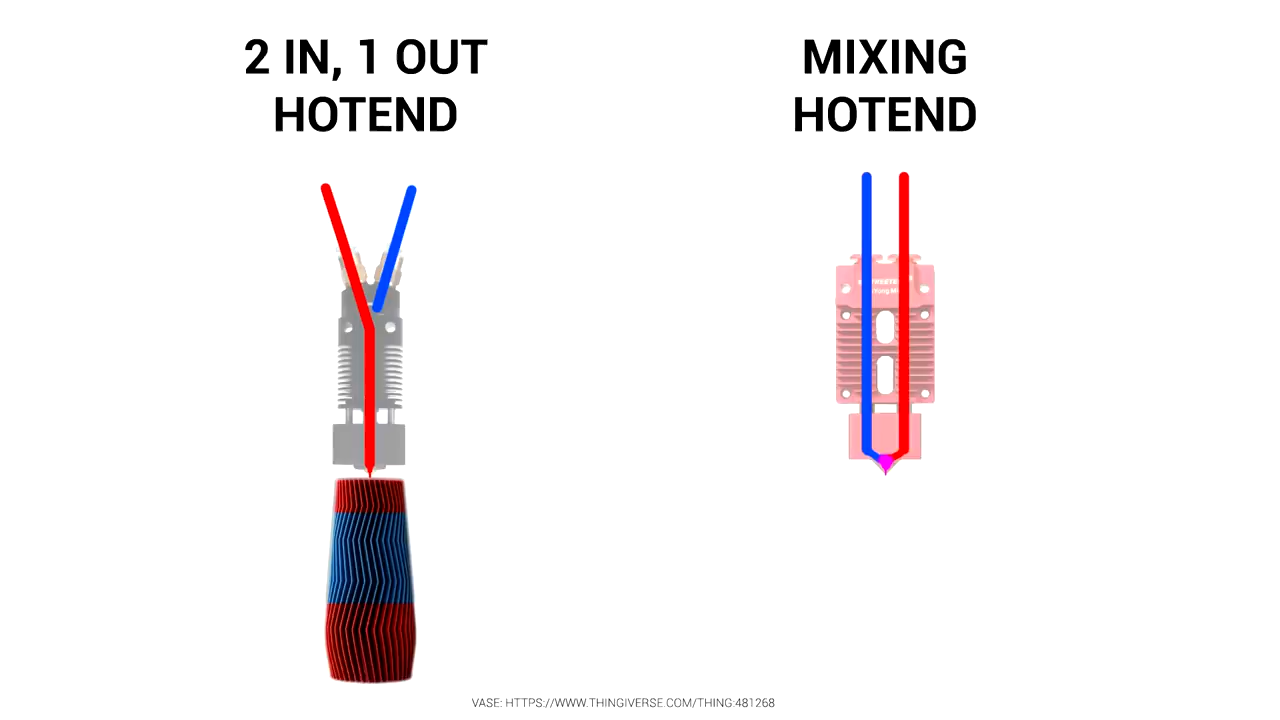 2 IN, 1 OUT
HOTEND
MIXING
HOTEND
VASE: HTTPS://WWW.THINGIVERSE.COM/THING:481268